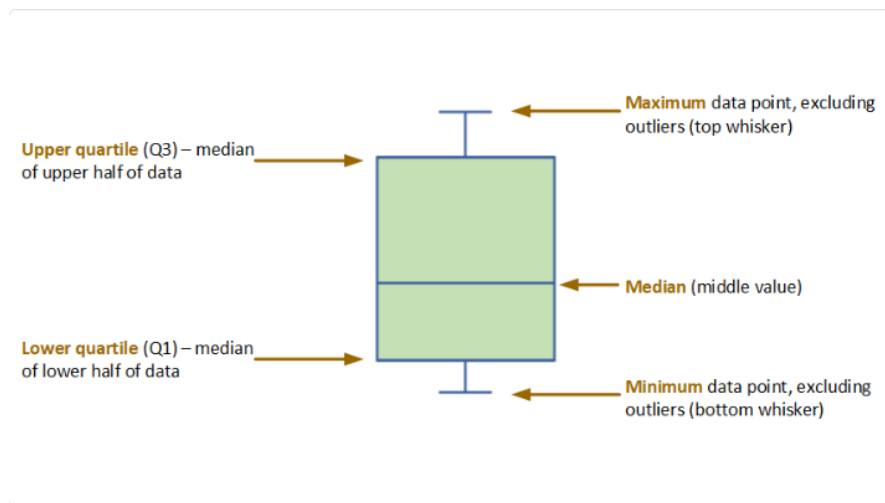 Maximum data point, excluding
outliers (top whisker)
Upper quartile (Q3) – median
of upper half of data
Median (middle value)
Lower quartile (Q1) – median
of lower half of data
Minimum data point, excluding
outliers (bottom whisker)